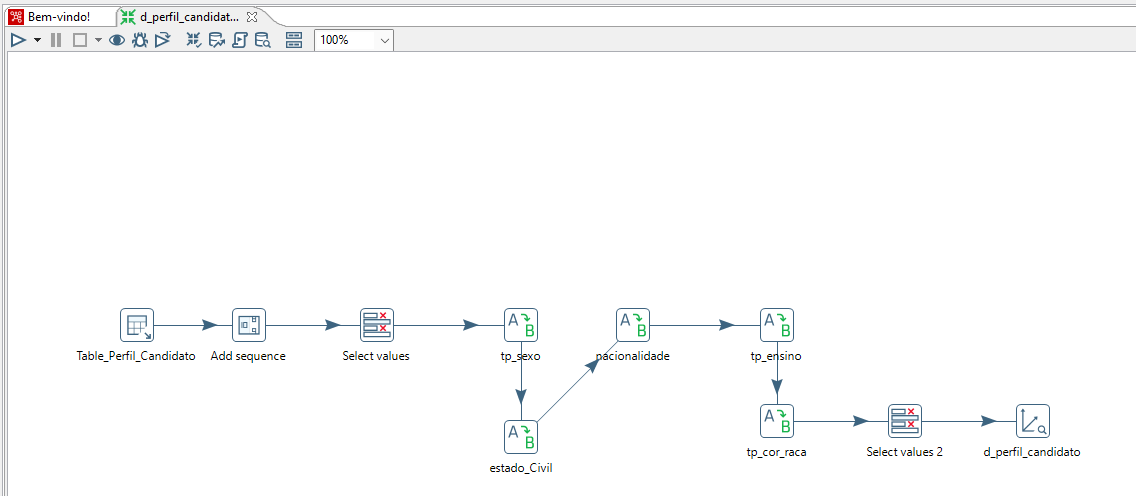 Bem-vindo!
d_perfil_candidat...
100%
Table_Perfil_Candidato
Add sequence
Select values
tp_sexo
nacionalidade
tp_ensino
estado_Civil
tp_cor_raca
Select values 2
d_perfil_candidato